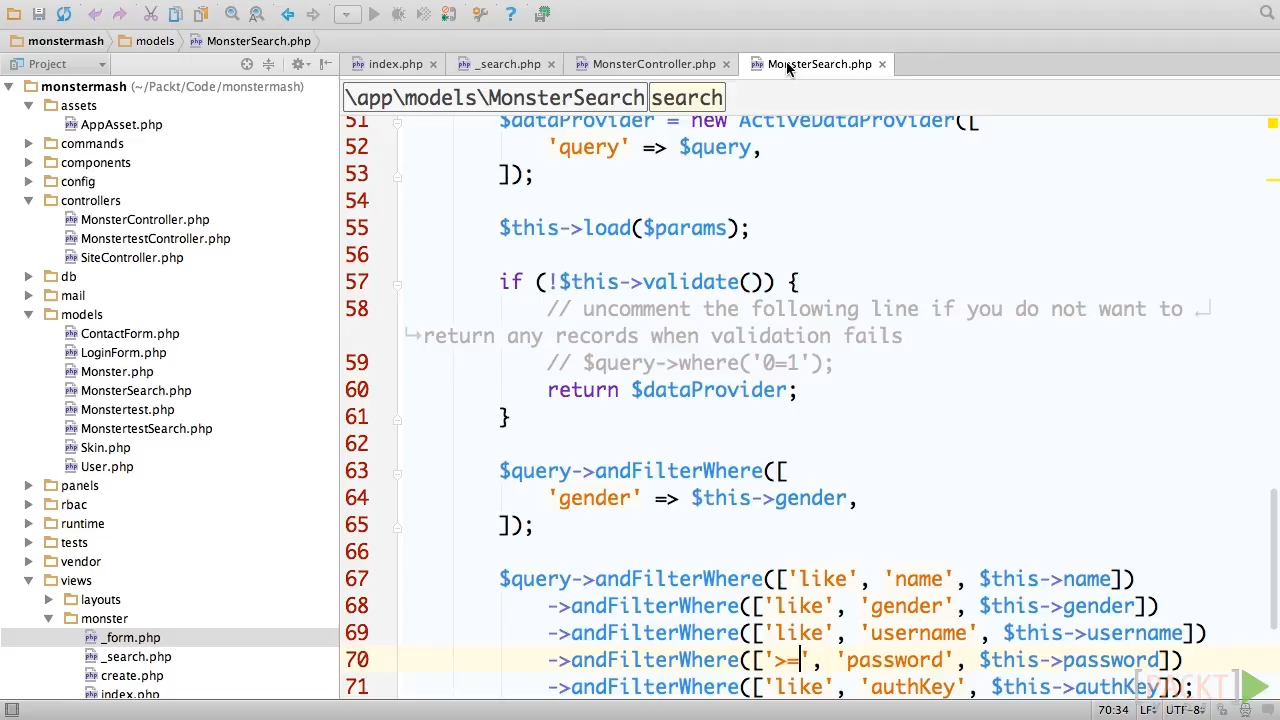 monstermash models MonsterSearch.php
Project
index.php _search.php MonsterController.php MonsterSearch.php
monstermash (~/Packt/Code/monstermash)
assets
AppAsset.php
commands
components
config
controllers
MonsterController.php
MonstertestController.php
SiteController.php
db
mail
models
ContactForm.php
LoginForm.php
Monster.php
MonsterSearch.php
Monstertest.php
MonstertestSearch.php
Skin.php
User.php
panels
rbac
runtime
tests
vendor
views
layouts
monster
_form.php
_search.php
create.php
index.php
\app\models\MonsterSearch search
51 $dataProvider = new ActiveDataProvider([
52 'query' => $query,
53 ]);
54
55 $this->load($params);
56
57 if (!$this->validate()) {
58 // uncomment the following line if you do not want to
return any records when validation fails
59 // $query->where('0=1');
60 return $dataProvider;
61 }
62
63 $query->andFilterWhere([
64 'gender' => $this->gender,
65 ]);
66
67 $query->andFilterWhere(['like', 'name', $this->name])
68 ->andFilterWhere(['like', 'gender', $this->gender])
69 ->andFilterWhere(['like', 'username', $this->username])
70 ->andFilterWhere(['>=', 'password', $this->password])
71 ->andFilterWhere(['like', 'authKey', $this->authKey]);
[PACKT]
70:34 LF UTF-8